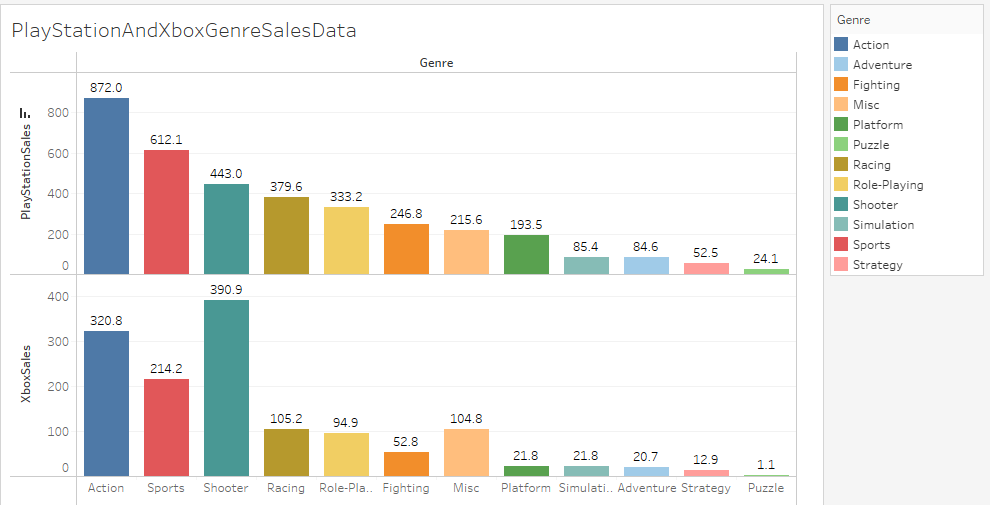 PlayStationAndXboxGenreSalesData
Genre
PlayStationSales
800
600
400
200
0
872.0
612.1
443.0
379.6
333.2
246.8
215.6
193.5
85.4
84.6
52.5
24.1
XboxSales
400
300
200
100
0
320.8
214.2
390.9
105.2
94.9
52.8
104.8
21.8
21.8
20.7
12.9
1.1
Action Sports Shooter Racing Role-Pla.. Fighting Misc Platform Simulati.. Adventure Strategy Puzzle
Genre
Action
Adventure
Fighting
Misc
Platform
Puzzle
Racing
Role-Playing
Shooter
Simulation
Sports
Strategy